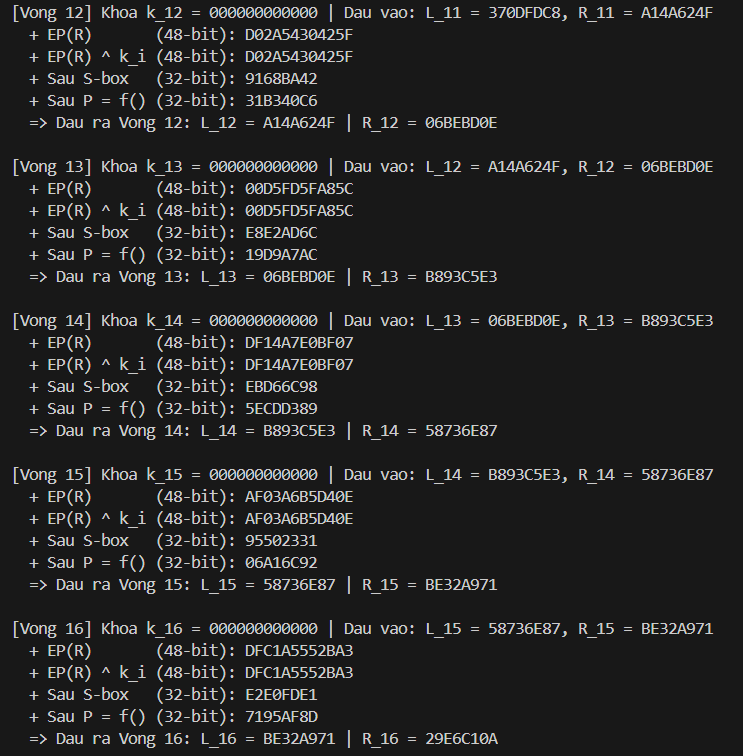 [Vong 12] Khoa k_12 = 000000000000 | Dau vao: L_11 = 370DFDC8, R_11 = A14A624F
+ EP(R) (48-bit): D02A5430425F
+ EP(R) ^ k_i (48-bit): D02A5430425F
+ Sau S-box (32-bit): 9168BA42
+ Sau P = f() (32-bit): 31B340C6
=> Dau ra Vong 12: L_12 = A14A624F | R_12 = 06BEBD0E
[Vong 13] Khoa k_13 = 000000000000 | Dau vao: L_12 = A14A624F, R_12 = 06BEBD0E
+ EP(R) (48-bit): 00D5FD5FA85C
+ EP(R) ^ k_i (48-bit): 00D5FD5FA85C
+ Sau S-box (32-bit): E8E2AD6C
+ Sau P = f() (32-bit): 19D9A7AC
=> Dau ra Vong 13: L_13 = 06BEBD0E | R_13 = B893C5E3
[Vong 14] Khoa k_14 = 000000000000 | Dau vao: L_13 = 06BEBD0E, R_13 = B893C5E3
+ EP(R) (48-bit): DF14A7E0BF07
+ EP(R) ^ k_i (48-bit): DF14A7E0BF07
+ Sau S-box (32-bit): EBD66C98
+ Sau P = f() (32-bit): 5ECDD389
=> Dau ra Vong 14: L_14 = B893C5E3 | R_14 = 58736E87
[Vong 15] Khoa k_15 = 000000000000 | Dau vao: L_14 = B893C5E3, R_14 = 58736E87
+ EP(R) (48-bit): AF03A6B5D40E
+ EP(R) ^ k_i (48-bit): AF03A6B5D40E
+ Sau S-box (32-bit): 95502331
+ Sau P = f() (32-bit): 06A16C92
=> Dau ra Vong 15: L_15 = 58736E87 | R_15 = BE32A971
[Vong 16] Khoa k_16 = 000000000000 | Dau vao: L_15 = 58736E87, R_15 = BE32A971
+ EP(R) (48-bit): DFC1A5552BA3
+ EP(R) ^ k_i (48-bit): DFC1A5552BA3
+ Sau S-box (32-bit): E2E0FDE1
+ Sau P = f() (32-bit): 7195AF8D
=> Dau ra Vong 16: L_16 = BE32A971 | R_16 = 29E6C10A